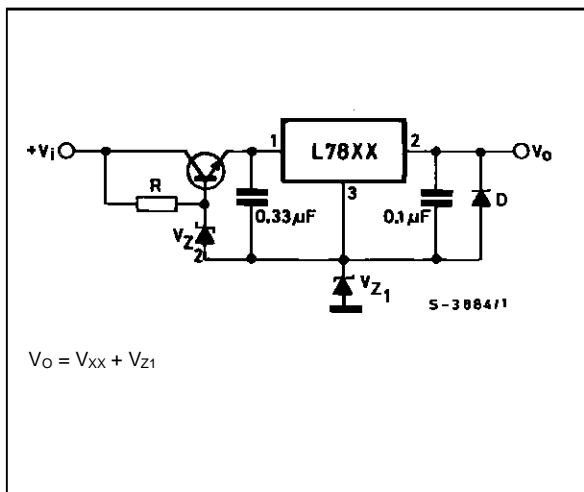 +Vi
R
VZ2
0.33μF
1
L78XX
2
3
0.1μF
D
Vo
VZ1
S-3884/1
VO = VXX + VZ1